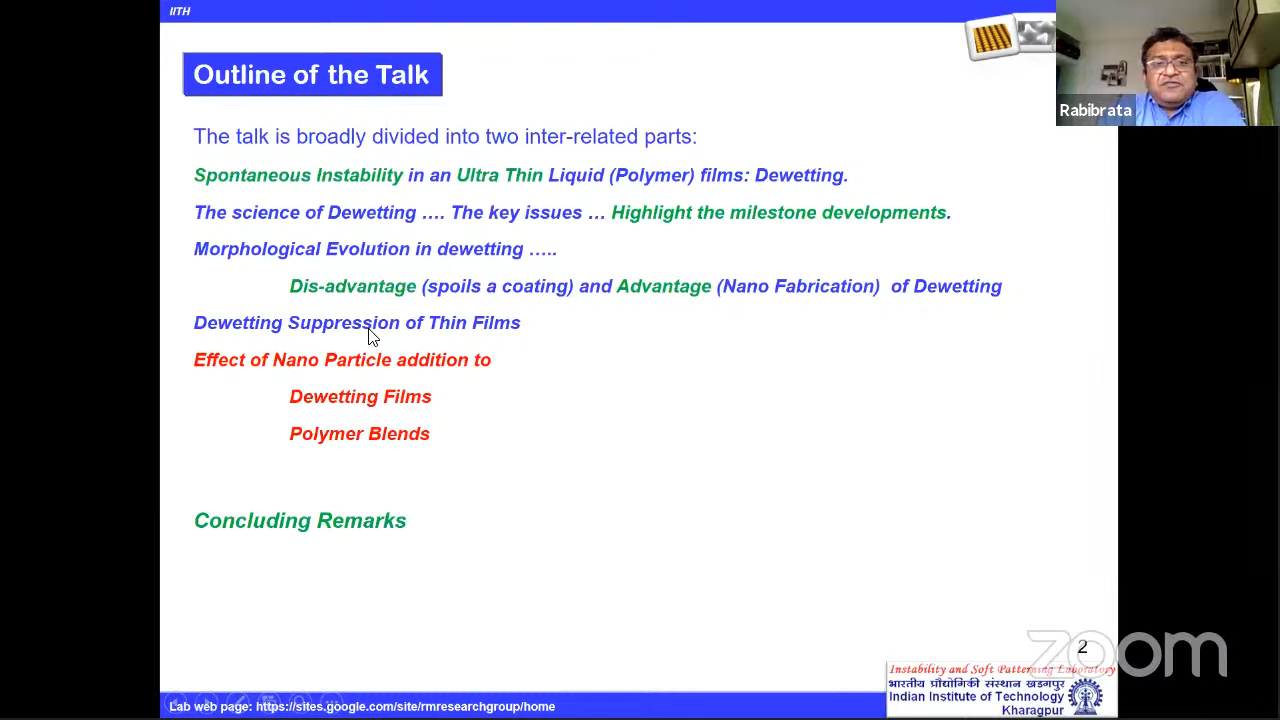 IITH
Outline of the Talk
Rabibrata
The talk is broadly divided into two inter-related parts:
Spontaneous Instability in an Ultra Thin Liquid (Polymer) films: Dewetting.
The science of Dewetting .... The key issues ... Highlight the milestone developments.
Morphological Evolution in dewetting .....
Dis-advantage (spoils a coating) and Advantage (Nano Fabrication) of Dewetting
Dewetting Suppression of Thin Films
Effect of Nano Particle addition to
Dewetting Films
Polymer Blends
Concluding Remarks
2
zoom
Instability and Soft Patterning Laboratory
भारतीय प्रौद्योगिकी संस्थान खड़गपुर
Indian Institute of Technology
Kharagpur
Lab web page: https://sites.google.com/site/rmresearchgroup/home